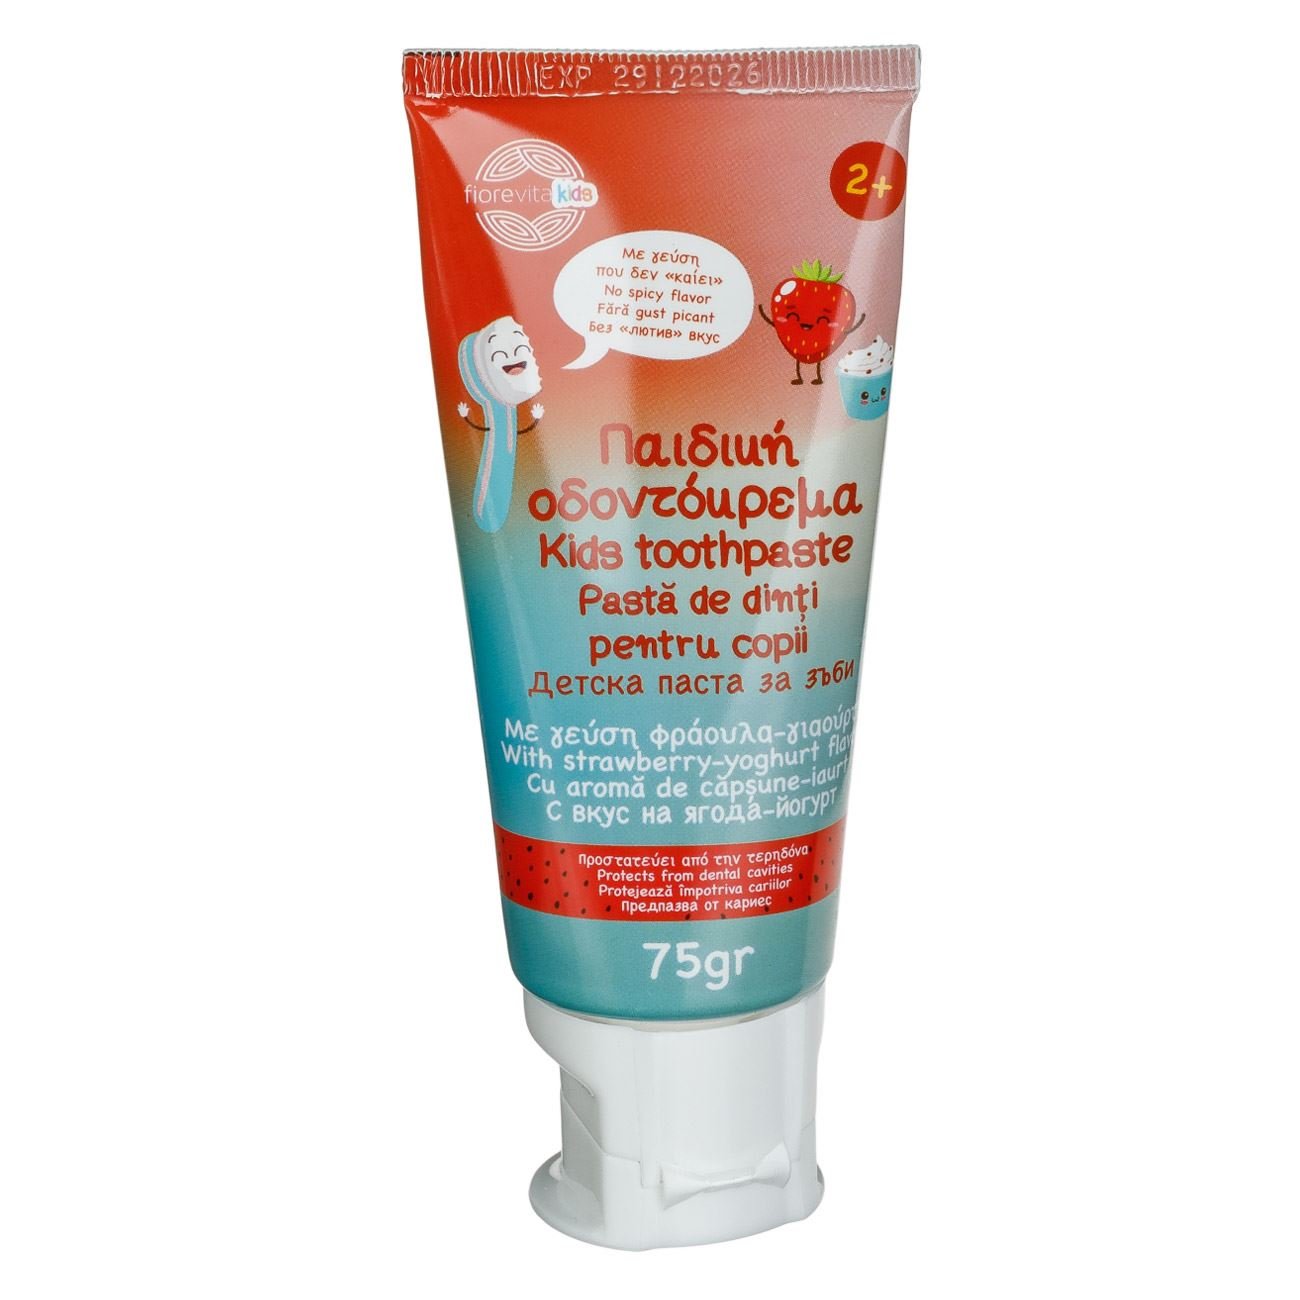 EXP 29122026
fiorevita kids
2+
Με γεύση
που δεν «καίει»
No spicy flavor
Fără gust picant
Без «лютив» вкус
Παιδική
οδοντόκρεμα
Kids toothpaste
Pastă de dinți
pentru copii
Детска паста за зъби
Με γεύση φράουλα-γιαούρτ
With strawberry-yoghurt flav
Cu aromă de căpșune-iaurt
С вкус на ягода-йогурт
Προστατεύει από την τερηδόνα
Protects from dental cavities
Protejează împotriva cariilor
Предпазва от кариес
75gr